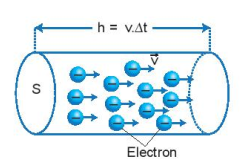 h = v.Δt
v⃗
S
Electron